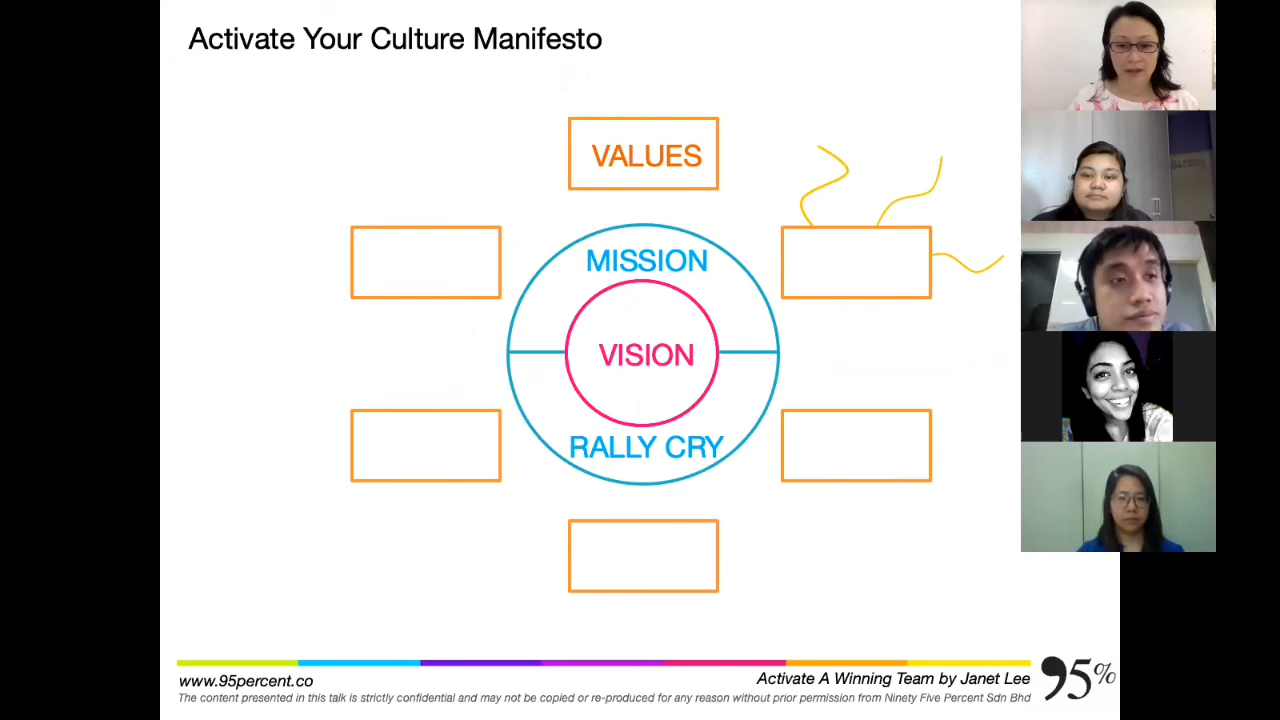 Activate Your Culture Manifesto
VALUES
MISSION
VISION
RALLY CRY
www.95percent.co
Activate A Winning Team by Janet Lee
The content presented in this talk is strictly confidential and may not be copied or re-produced for any reason without prior permission from Ninety Five Percent Sdn Bhd
95%